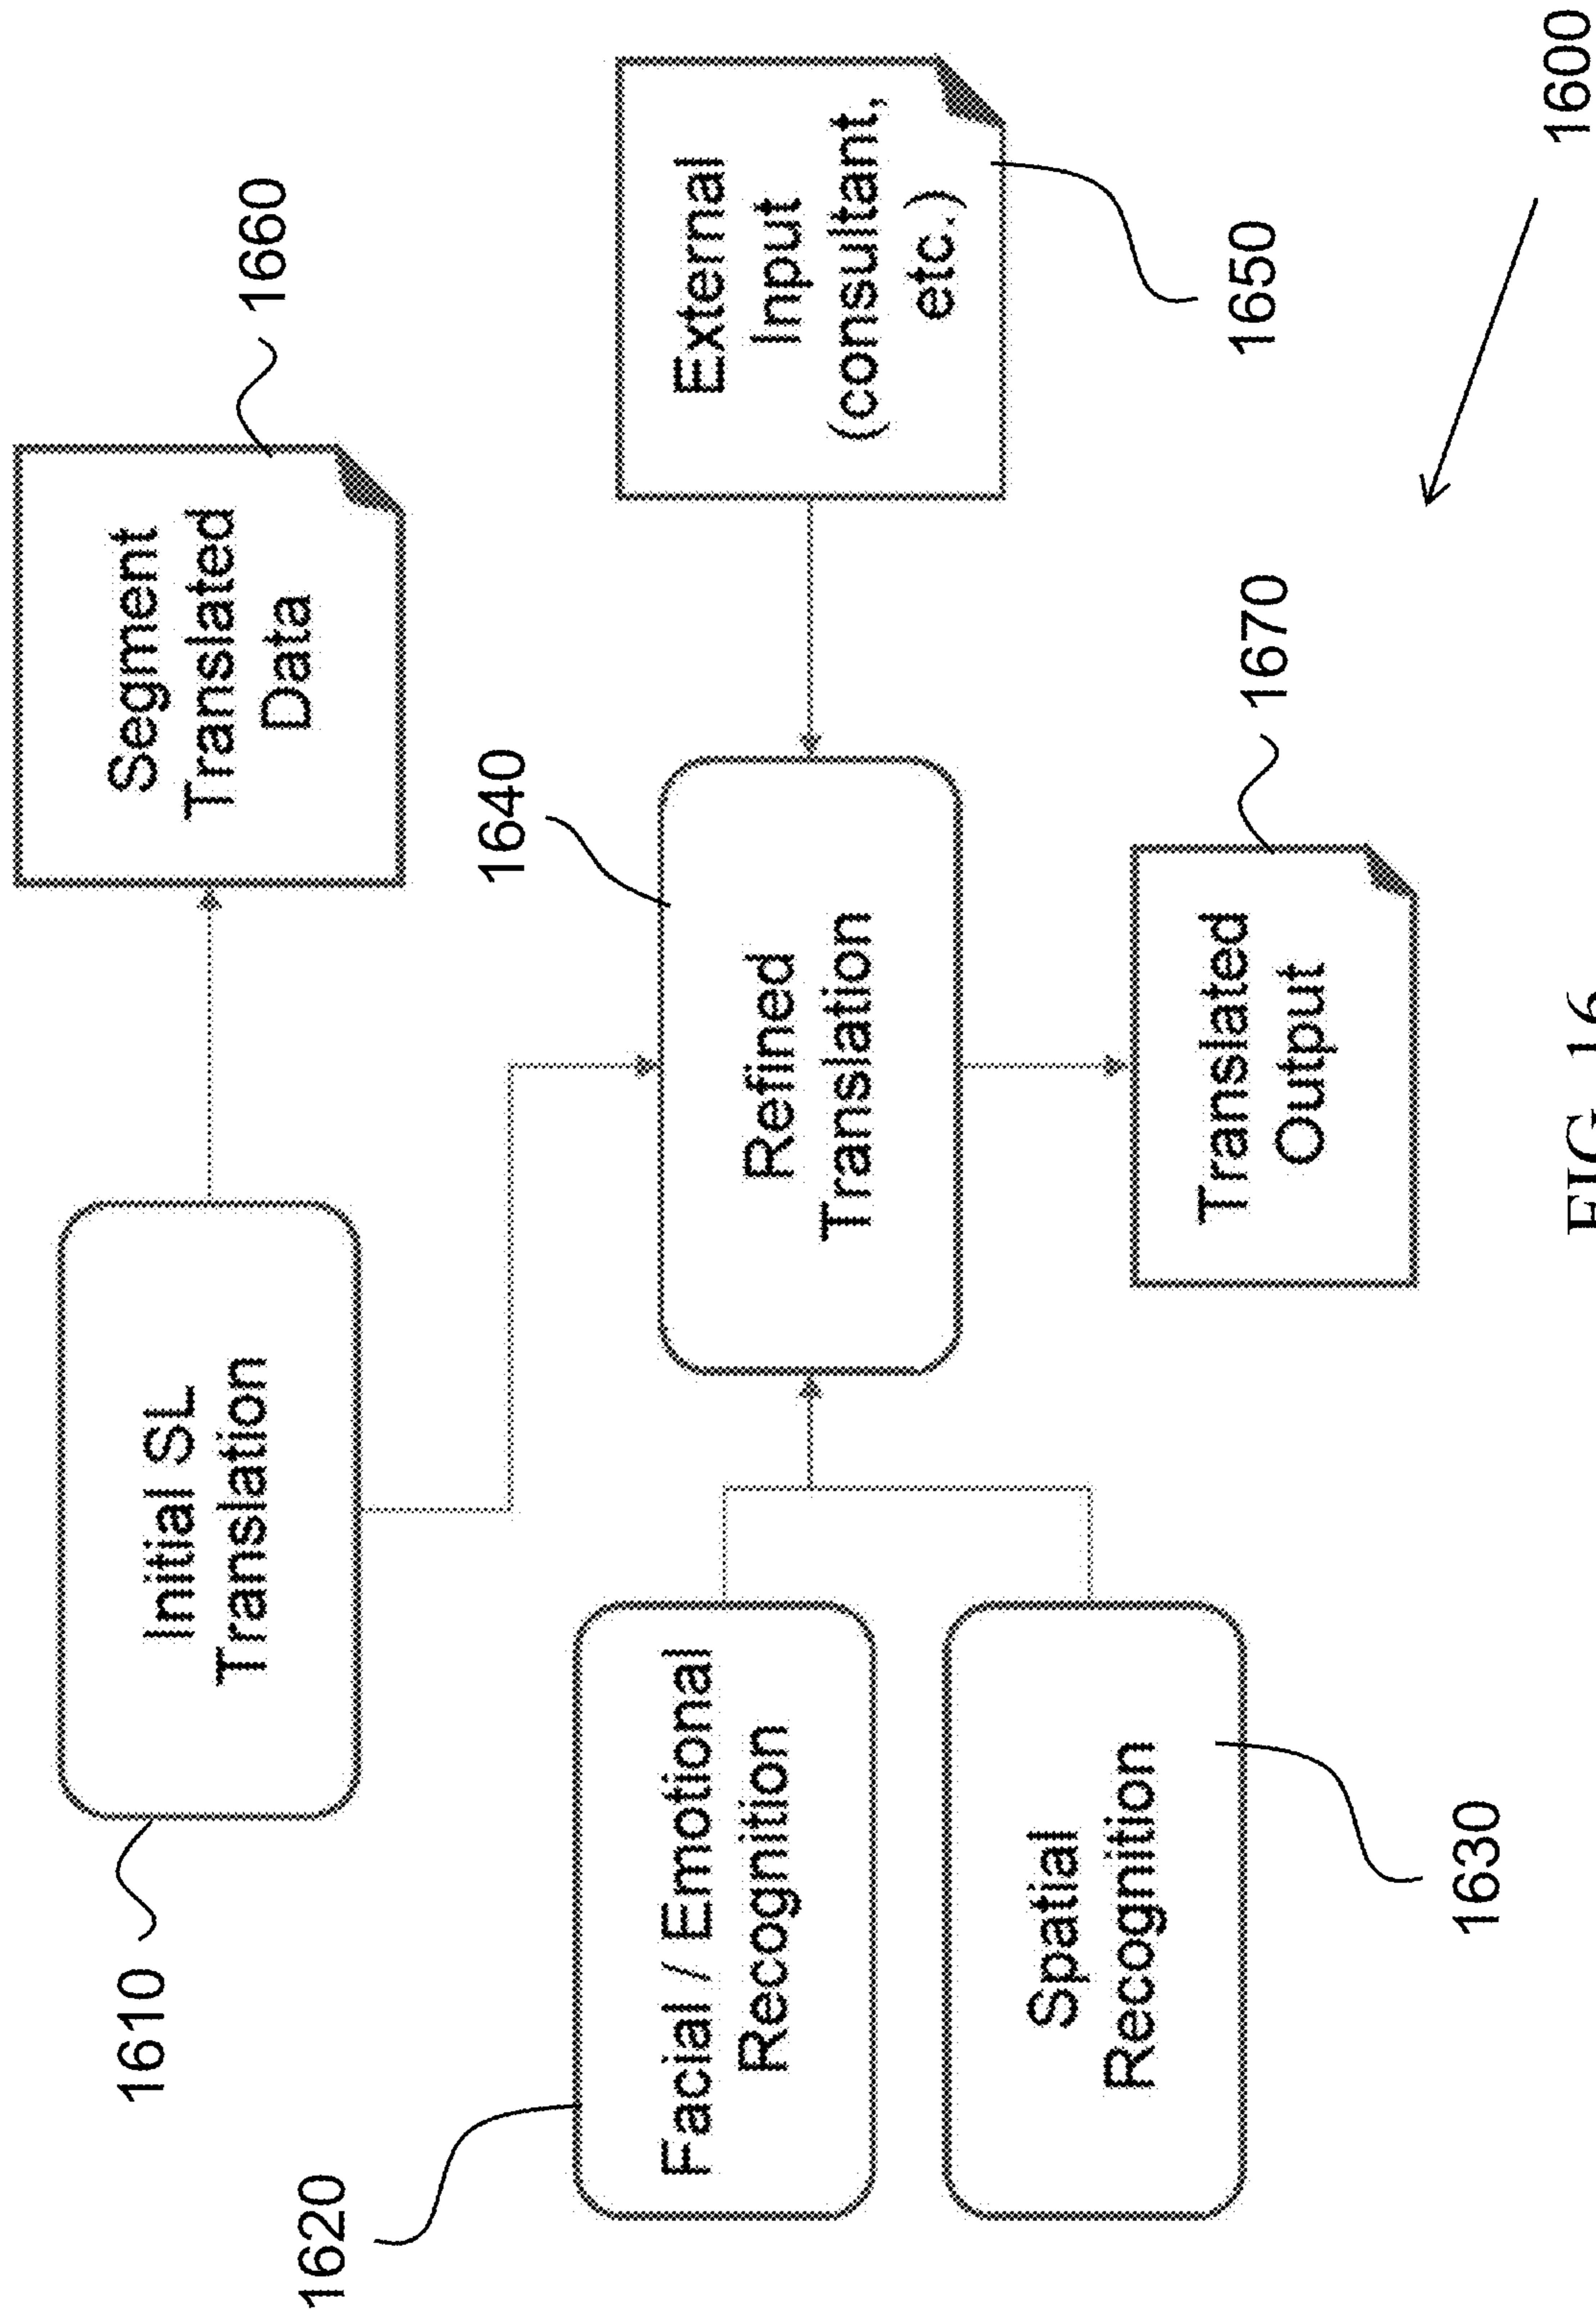 1610
Initial SL
Translation
Segment
Translated
Data
1660
1620
Facial / Emotional
Recognition
1640
Refined
Translation
External
Input
(consultant,
etc.)
1650
Spatial
Recognition
1630
Translated
Output
1670
1600
FIG. 16